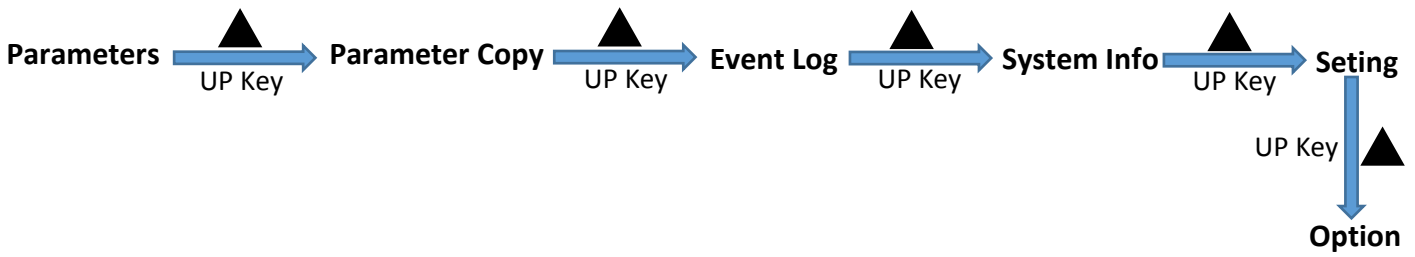 Parameters
UP Key
Parameter Copy
UP Key
Event Log
UP Key
System Info
UP Key
Seting
UP Key
Option